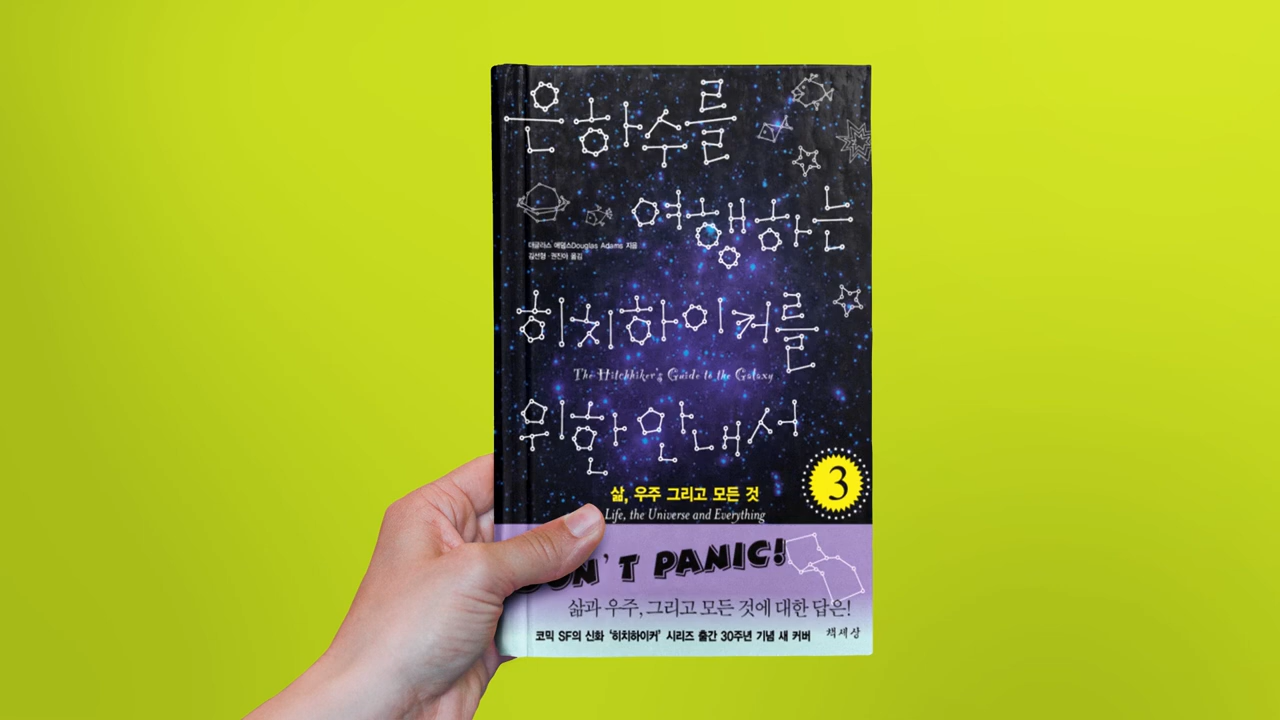 은하수를
여행하는
더글라스 애덤스Douglas Adams 지음
김선형·권진아 옮김
히치하이커를
The Hitchhiker's Guide to the Galaxy
위한 안내서
3
삶, 우주 그리고 모든 것
Life, the Universe and Everything
DON'T PANIC!
삶과 우주, 그리고 모든 것에 대한 답은!
코믹 SF의 신화 '히치하이커' 시리즈 출간 30주년 기념 새 커버
책세상